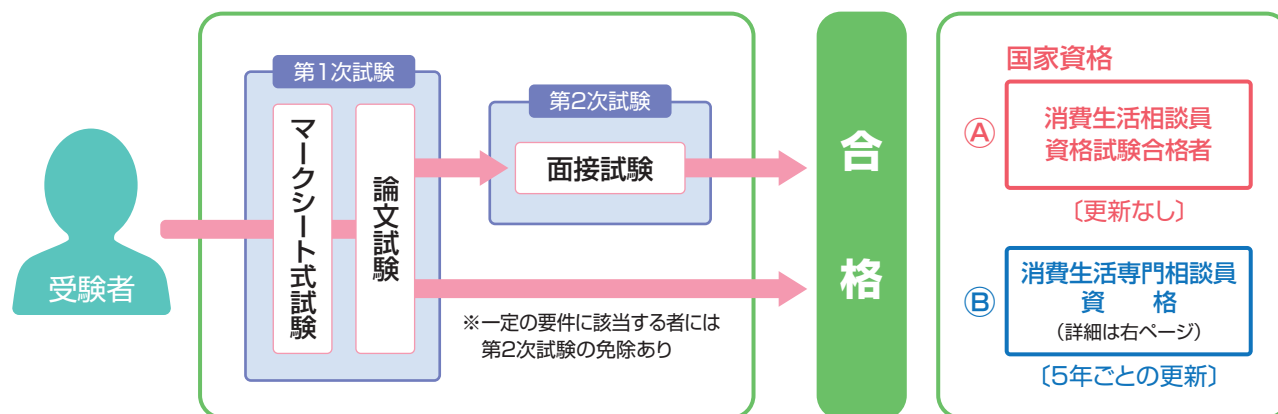 受験者
第1次試験
マークシート式試験
論文試験
第2次試験
面接試験
※一定の要件に該当する者には
第2次試験の免除あり
合格
国家資格
Ⓐ
消費生活相談員
資格試験合格者
〔更新なし〕
Ⓑ
消費生活専門相談員
資　格
（詳細は右ページ）
〔5年ごとの更新〕